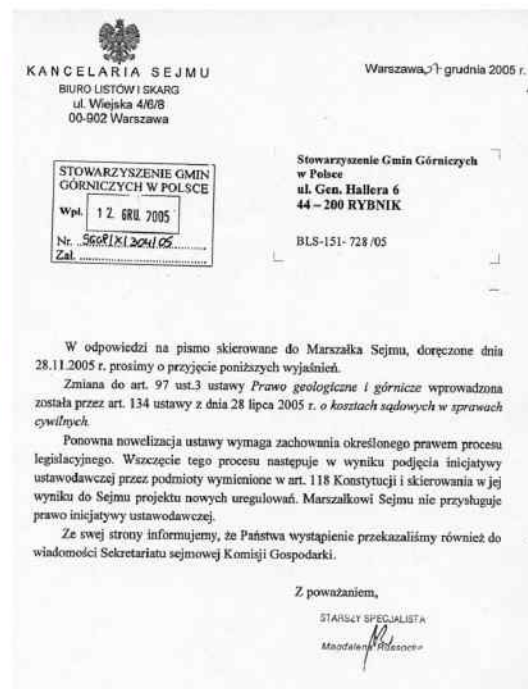 KANCELARIA SEJMU
BIURO LISTÓW I SKARG
ul. Wiejska 4/6/8
00-902 Warszawa
Warszawa, grudnia 2005 r.
STOWARZYSZENIE GMIN
GÓRNICZYCH W POLSCE
Wpł. 12. GRU. 2005
Nr. SGGP/XI/304/05
Zał.
Stowarzyszenie Gmin Górniczych
w Polsce
ul. Gen. Hallera 6
44 – 200 RYBNIK
BLS-151- 728 /05
W odpowiedzi na pismo skierowane do Marszałka Sejmu, doręczone dnia
28.11.2005 r. prosimy o przyjęcie poniższych wyjaśnień.
Zmiana do art. 97 ust.3 ustawy Prawo geologiczne i górnicze wprowadzona
została przez art. 134 ustawy z dnia 28 lipca 2005 r. o kosztach sądowych w sprawach
cywilnych.
Ponowna nowelizacja ustawy wymaga zachowania określonego prawem procesu
legislacyjnego. Wszczęcie tego procesu następuje w wyniku podjęcia inicjatywy
ustawodawczej przez podmioty wymienione w art. 118 Konstytucji i skierowania w jej
wyniku do Sejmu projektu nowych uregulowań. Marszałkowi Sejmu nie przysługuje
prawo inicjatywy ustawodawczej.
Ze swej strony informujemy, że Państwa wystąpienie przekazaliśmy również do
wiadomości Sekretariatu sejmowej Komisji Gospodarki.
Z poważaniem,
STARSZY SPECJALISTA
Magdalena